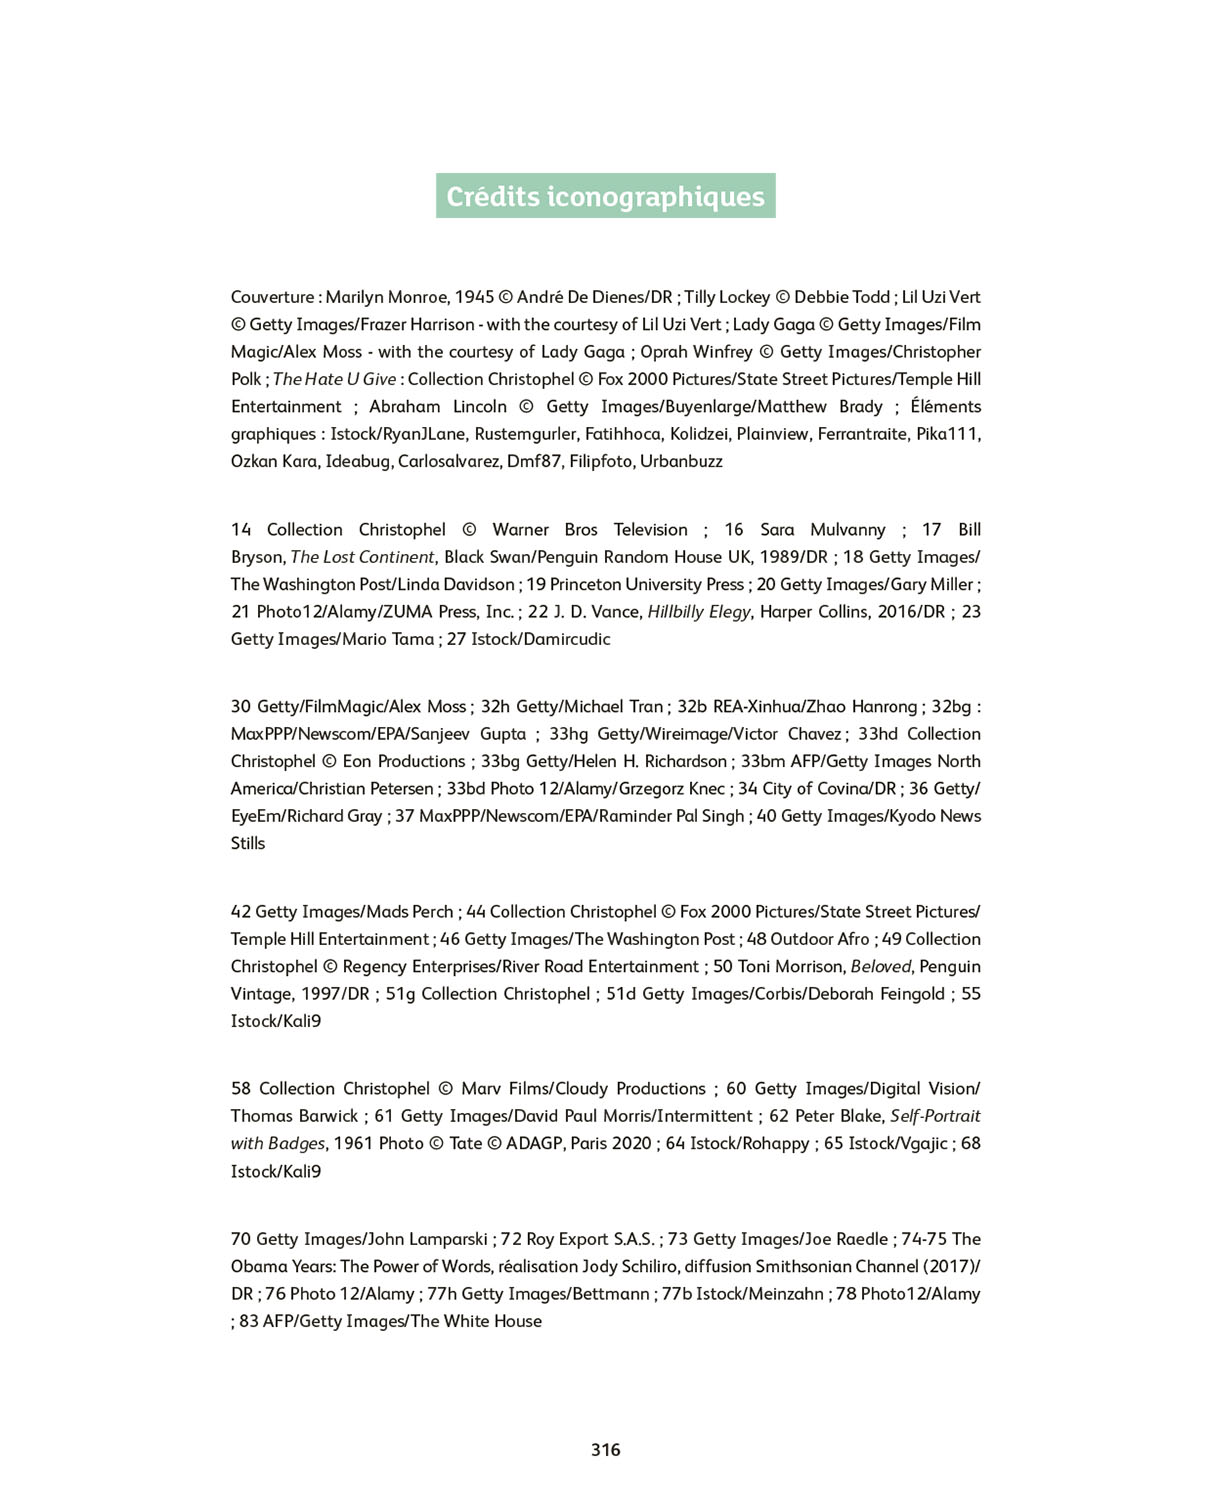 Crédits iconographiques
Couverture : Marilyn Monroe, 1945 © André De Dienes/DR ; Tilly Lockey © Debbie Todd ; Lil Uzi Vert
© Getty Images/Frazer Harrison - with the courtesy of Lil Uzi Vert ; Lady Gaga © Getty Images/Film
Magic/Alex Moss - with the courtesy of Lady Gaga ; Oprah Winfrey © Getty Images/Christopher
Polk ; The Hate U Give : Collection Christophel © Fox 2000 Pictures/State Street Pictures/Temple Hill
Entertainment ; Abraham Lincoln © Getty Images/Buyenlarge/Matthew Brady ; Éléments
graphiques : Istock/RyanJLane, Rustemgurler, Fatihhoca, Kolidzei, Plainview, Ferrantraite, Pika111,
Ozkan Kara, Ideabug, Carlosalvarez, Dmf87, Filipfoto, Urbanbuzz
14 Collection Christophel © Warner Bros Television ; 16 Sara Mulvanny ; 17 Bill
Bryson, The Lost Continent, Black Swan/Penguin Random House UK, 1989/DR ; 18 Getty Images/
The Washington Post/Linda Davidson ; 19 Princeton University Press ; 20 Getty Images/Gary Miller ;
21 Photo12/Alamy/ZUMA Press, Inc. ; 22 J. D. Vance, Hillbilly Elegy, Harper Collins, 2016/DR ; 23
Getty Images/Mario Tama ; 27 Istock/Damircudic
30 Getty/FilmMagic/Alex Moss ; 32h Getty/Michael Tran ; 32b REA-Xinhua/Zhao Hanrong ; 32bg :
MaxPPP/Newscom/EPA/Sanjeev Gupta ; 33hg Getty/Wireimage/Victor Chavez ; 33hd Collection
Christophel © Eon Productions ; 33bg Getty/Helen H. Richardson ; 33bm AFP/Getty Images North
America/Christian Petersen ; 33bd Photo 12/Alamy/Grzegorz Knec ; 34 City of Covina/DR ; 36 Getty/
EyeEm/Richard Gray ; 37 MaxPPP/Newscom/EPA/Raminder Pal Singh ; 40 Getty Images/Kyodo News
Stills
42 Getty Images/Mads Perch ; 44 Collection Christophel © Fox 2000 Pictures/State Street Pictures/
Temple Hill Entertainment ; 46 Getty Images/The Washington Post ; 48 Outdoor Afro ; 49 Collection
Christophel © Regency Enterprises/River Road Entertainment ; 50 Toni Morrison, Beloved, Penguin
Vintage, 1997/DR ; 51g Collection Christophel ; 51d Getty Images/Corbis/Deborah Feingold ; 55
Istock/Kali9
58 Collection Christophel © Marv Films/Cloudy Productions ; 60 Getty Images/Digital Vision/
Thomas Barwick ; 61 Getty Images/David Paul Morris/Intermittent ; 62 Peter Blake, Self-Portrait
with Badges, 1961 Photo © Tate © ADAGP, Paris 2020 ; 64 Istock/Rohappy ; 65 Istock/Vgajic ; 68
Istock/Kali9
70 Getty Images/John Lamparski ; 72 Roy Export S.A.S. ; 73 Getty Images/Joe Raedle ; 74-75 The
Obama Years: The Power of Words, réalisation Jody Schiliro, diffusion Smithsonian Channel (2017)/
DR ; 76 Photo 12/Alamy ; 77h Getty Images/Bettmann ; 77b Istock/Meinzahn ; 78 Photo12/Alamy
; 83 AFP/Getty Images/The White House
316